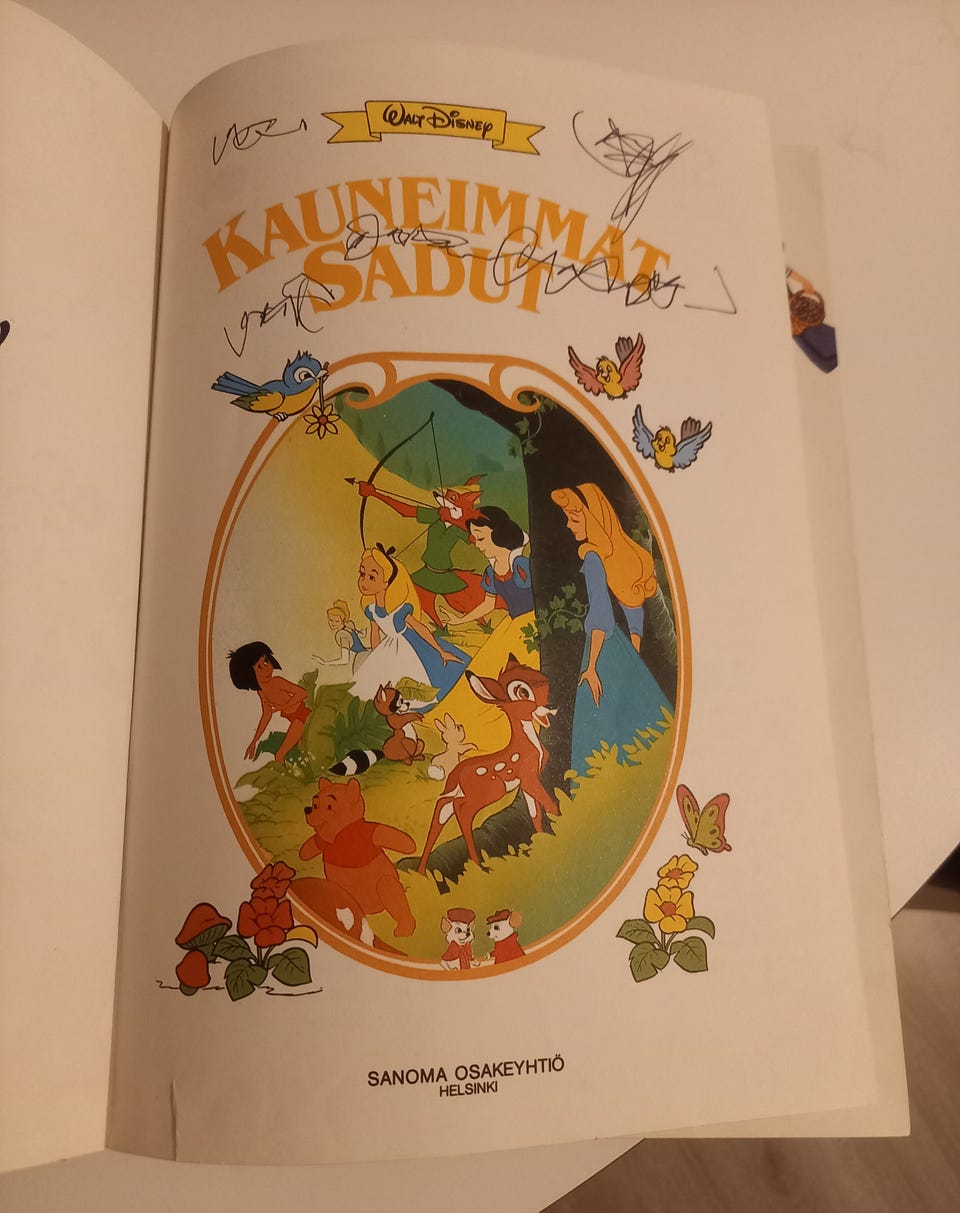 Walt Disney
KAUNEIMMAT
SADUT
SANOMA OSAKEYHTIÖ
HELSINKI